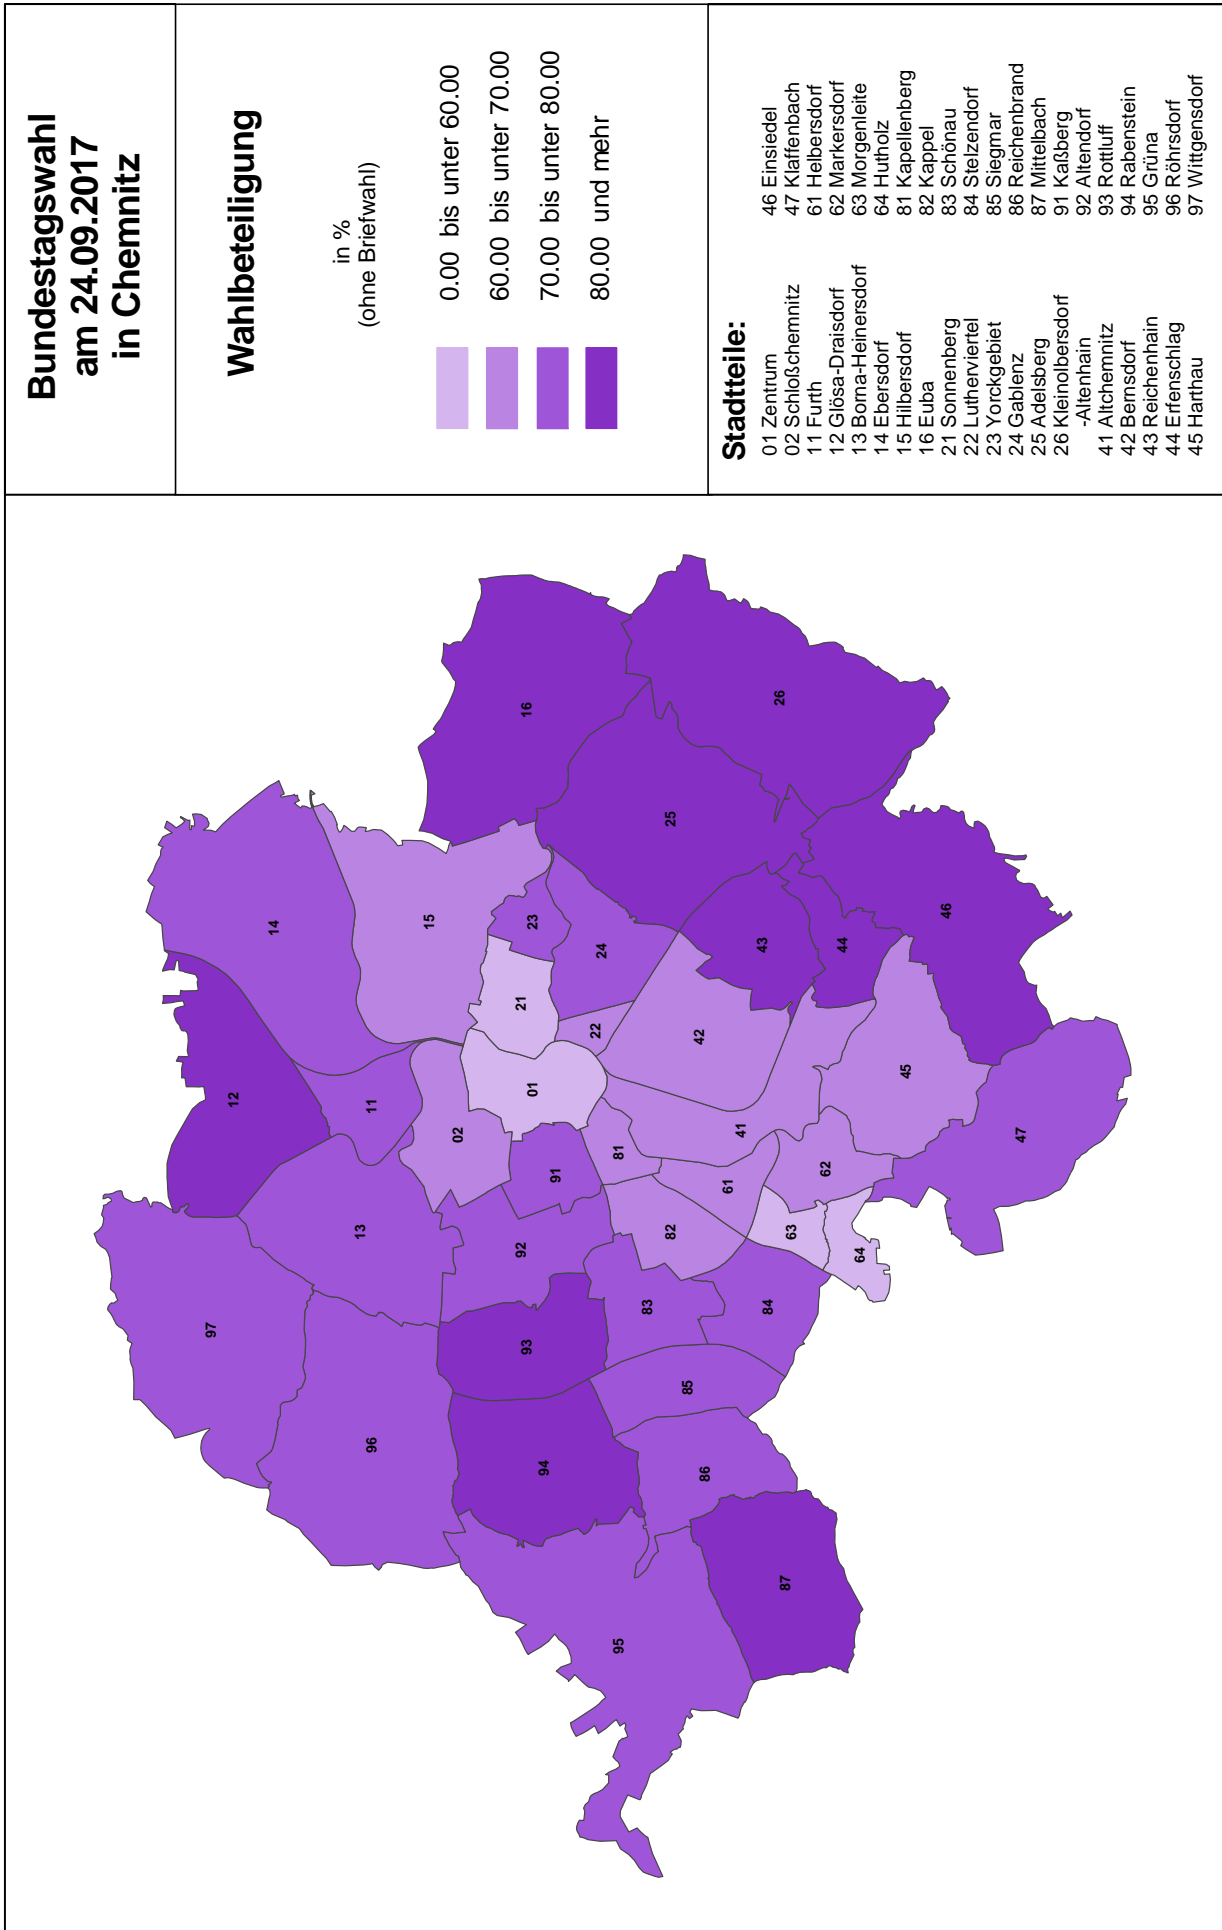 Bundestagswahl
am 24.09.2017
in Chemnitz
Wahlbeteiligung
in %
(ohne Briefwahl)
0.00 bis unter 60.00
60.00 bis unter 70.00
70.00 bis unter 80.00
80.00 und mehr
Stadtteile:
01 Zentrum
02 Schloßchemnitz
11 Furth
12 Glösa-Draisdorf
13 Borna-Heinersdorf
14 Ebersdorf
15 Hilbersdorf
16 Euba
21 Sonnenberg
22 Lutherviertel
23 Yorckgebiet
24 Gablenz
25 Adelsberg
26 Kleinolbersdorf
-Altenhain
41 Altchemnitz
42 Bernsdorf
43 Reichenhain
44 Erfenschlag
45 Harthau
46 Einsiedel
47 Klaffenbach
61 Helbersdorf
62 Markersdorf
63 Morgenleite
64 Hutholz
81 Kapellenberg
82 Kappel
83 Schönau
84 Stelzendorf
85 Siegmar
86 Reichenbrand
87 Mittelbach
91 Kaßberg
92 Altendorf
93 Rottluff
94 Rabenstein
95 Grüna
96 Röhrsdorf
97 Wittgensdorf
97
12
14
13
11
96
15
02
16
21
23
01
92
93
94
91
24
22
95
81
83
82
25
85
42
86
61
41
43
84
26
87
63
62
44
64
45
46
47